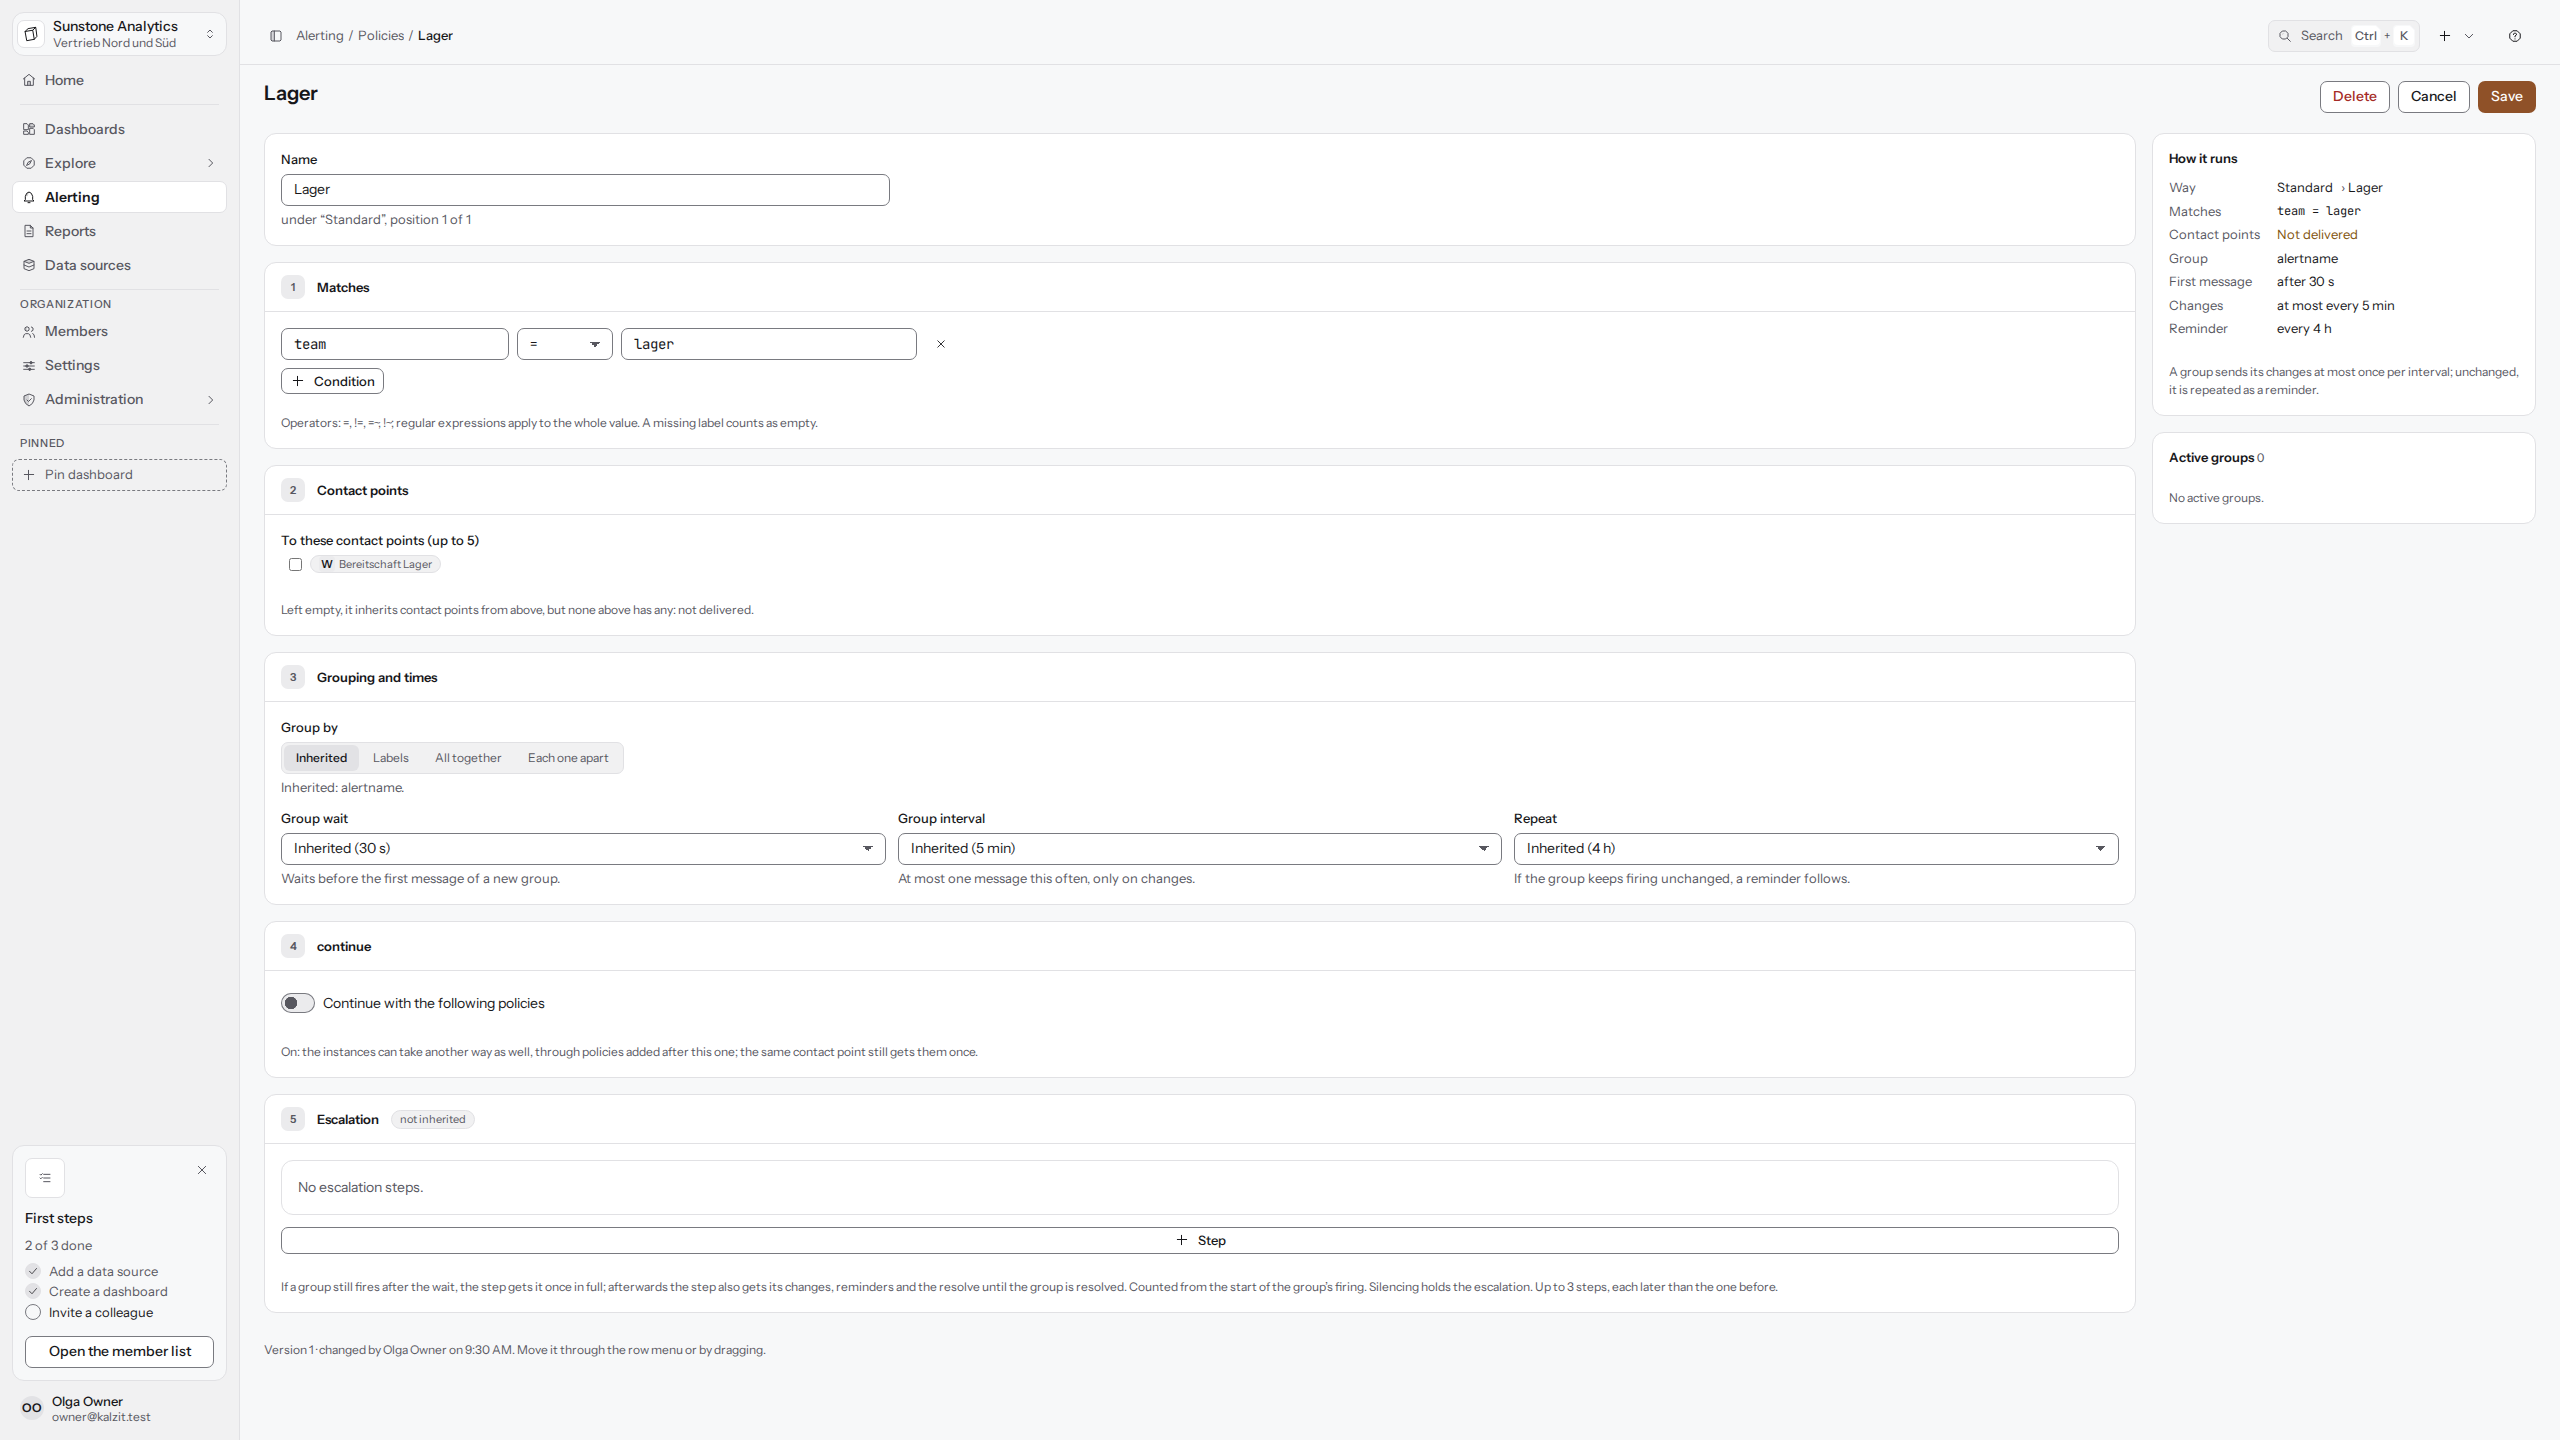 Sunstone Analytics
Vertrieb Nord und Süd
Home
Dashboards
Explore
Alerting
Reports
Data sources
ORGANIZATION
Members
Settings
Administration
PINNED
Pin dashboard
First steps
2 of 3 done
Add a data source
Create a dashboard
Invite a colleague
Open the member list
OO
Olga Owner
owner@kalzit.test
Alerting / Policies / Lager
Search Ctrl + K
Lager
Delete
Cancel
Save
Name
Lager
under “Standard”, position 1 of 1
1 Matches
team = lager
Condition
Operators: =, !=, =~, !~; regular expressions apply to the whole value. A missing label counts as empty.
2 Contact points
To these contact points (up to 5)
W Bereitschaft Lager
Left empty, it inherits contact points from above, but none above has any: not delivered.
3 Grouping and times
Group by
Inherited Labels All together Each one apart
Inherited: alertname.
Group wait Group interval Repeat
Inherited (30 s) Inherited (5 min) Inherited (4 h)
Waits before the first message of a new group. At most one message this often, only on changes. If the group keeps firing unchanged, a reminder follows.
4 continue
Continue with the following policies
On: the instances can take another way as well, through policies added after this one; the same contact point still gets them once.
5 Escalation not inherited
No escalation steps.
Step
If a group still fires after the wait, the step gets it once in full; afterwards the step also gets its changes, reminders and the resolve until the group is resolved. Counted from the start of the group’s firing. Silencing holds the escalation. Up to 3 steps, each later than the one before.
Version 1 · changed by Olga Owner on 9:30 AM. Move it through the row menu or by dragging.
How it runs
Way Standard › Lager
Matches team = lager
Contact points Not delivered
Group alertname
First message after 30 s
Changes at most every 5 min
Reminder every 4 h
A group sends its changes at most once per interval; unchanged,
it is repeated as a reminder.
Active groups 0
No active groups.